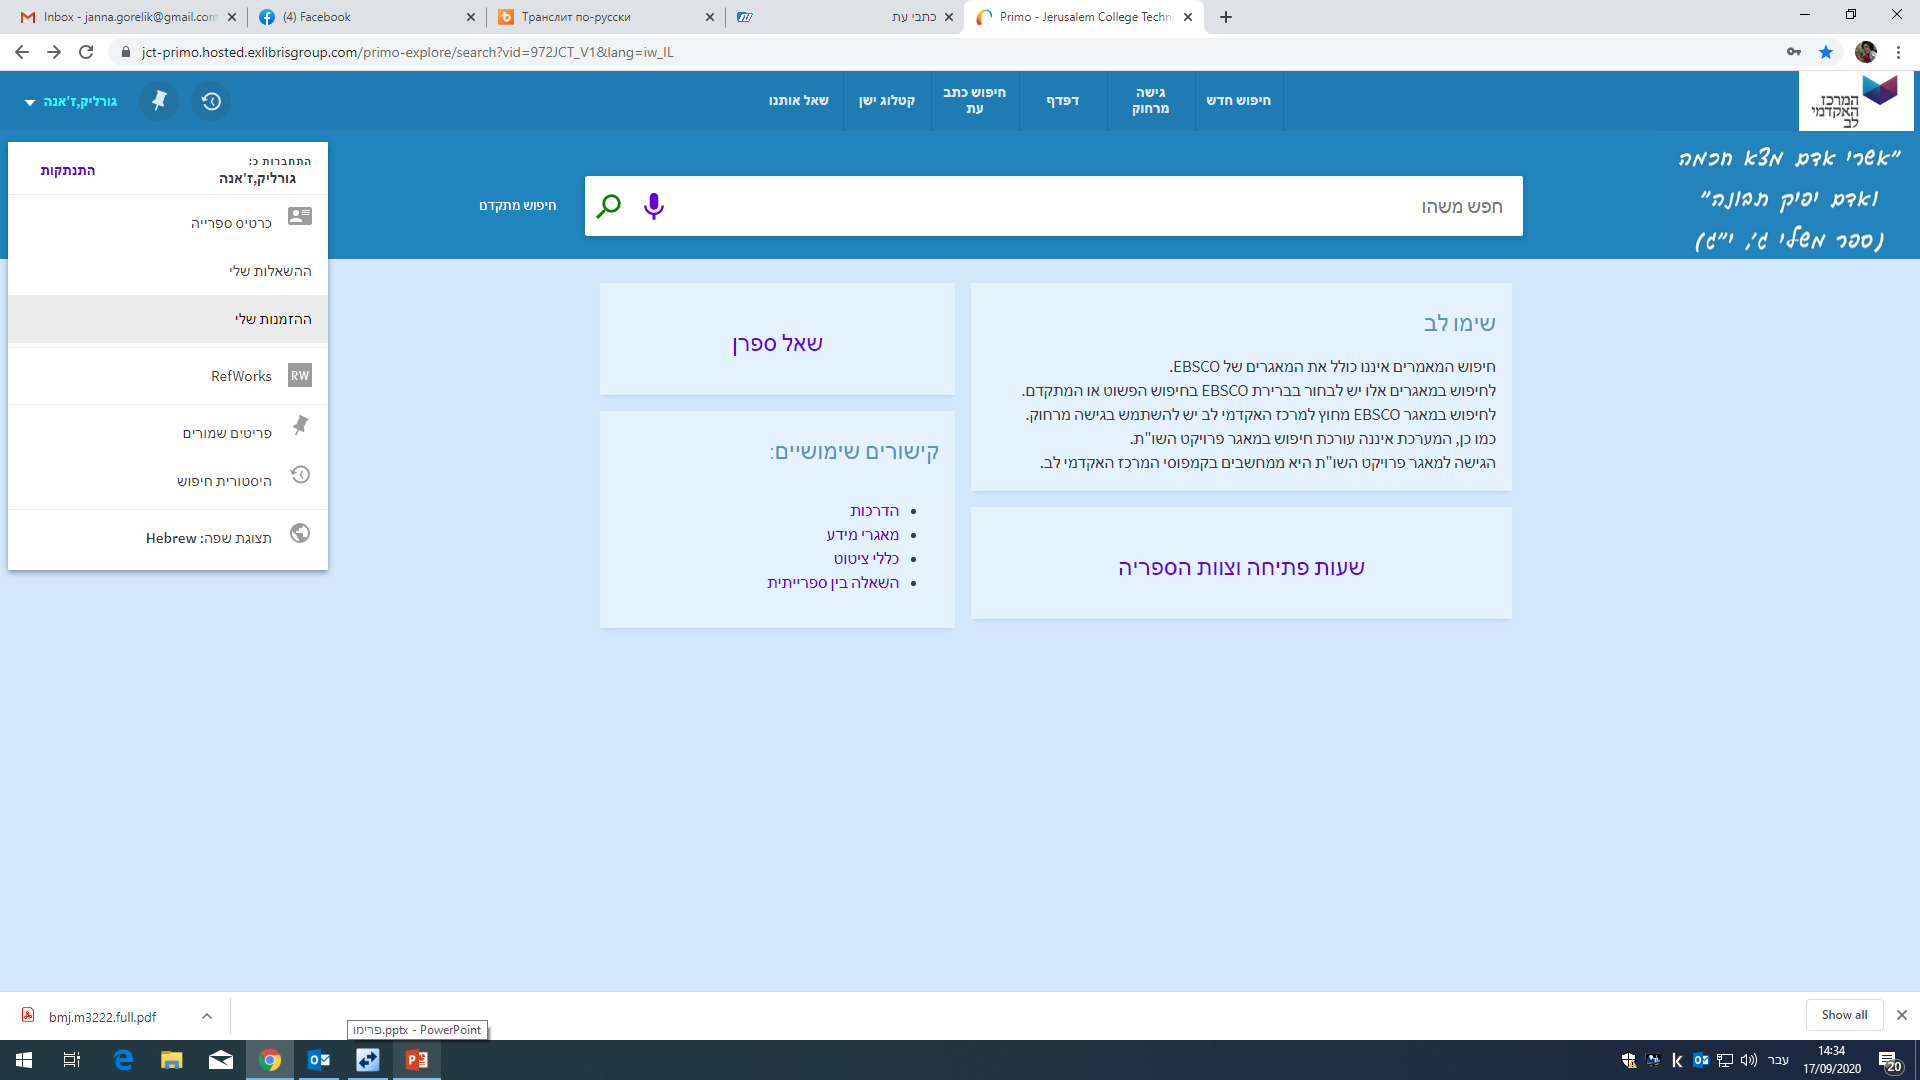 Inbox - janna.gorelik@gmail.com
(4) Facebook
Транслит по-русски
כתבי עת
Primo - Jerusalem College Techn
jct-primo.hosted.exlibrisgroup.com/primo-explore/search?vid=972JCT_V1&lang=iw_IL
המרכז
האקדמי
לב
חיפוש חדש
גישה
מרחוק
דפדף
חיפוש כתב
עת
קטלוג ישן
שאל אותנו
גורליק,ז'אנה
"אשרי אדם מצא חכמה
ואדם יפיק תבונה"
(ספר משלי ג', י"ג)
חפש משהו
חיפוש מתקדם
התחברות כ:
גורליק,ז'אנה
התנתקות
כרטיס ספרייה
ההשאלות שלי
ההזמנות שלי
RW
RefWorks
פריטים שמורים
היסטורית חיפוש
תצוגת שפה: Hebrew
שימו לב
חיפוש המאמרים איננו כולל את המאגרים של EBSCO.
לחיפוש במאגרים אלו יש לבחור בברירת EBSCO בחיפוש הפשוט או המתקדם.
לחיפוש במאגר EBSCO מחוץ למרכז האקדמי לב יש להשתמש בגישה מרחוק.
כמו כן, המערכת איננה עורכת חיפוש במאגר פרויקט השו"ת.
הגישה למאגר פרויקט השו"ת היא ממחשבים בקמפוסי המרכז האקדמי לב.
שעות פתיחה וצוות הספריה
שאל ספרן
קישורים שימושיים:
הדרכות
מאגרי מידע
כללי ציטוט
השאלה בין ספרייתית
bmj.m3222.full.pdf
Show all
פרימו.pptx - PowerPoint
עבר
14:34
17/09/2020
20